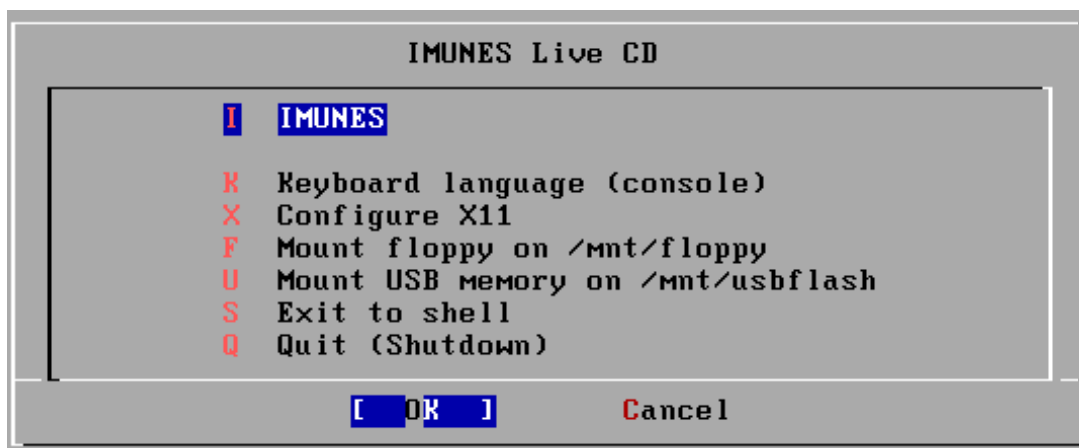 IMUNES Live CD
I IMUNES
K Keyboard language (console)
X Configure X11
F Mount floppy on /mnt/floppy
U Mount USB memory on /mnt/usbflash
S Exit to shell
Q Quit (Shutdown)
[ OK ] Cancel